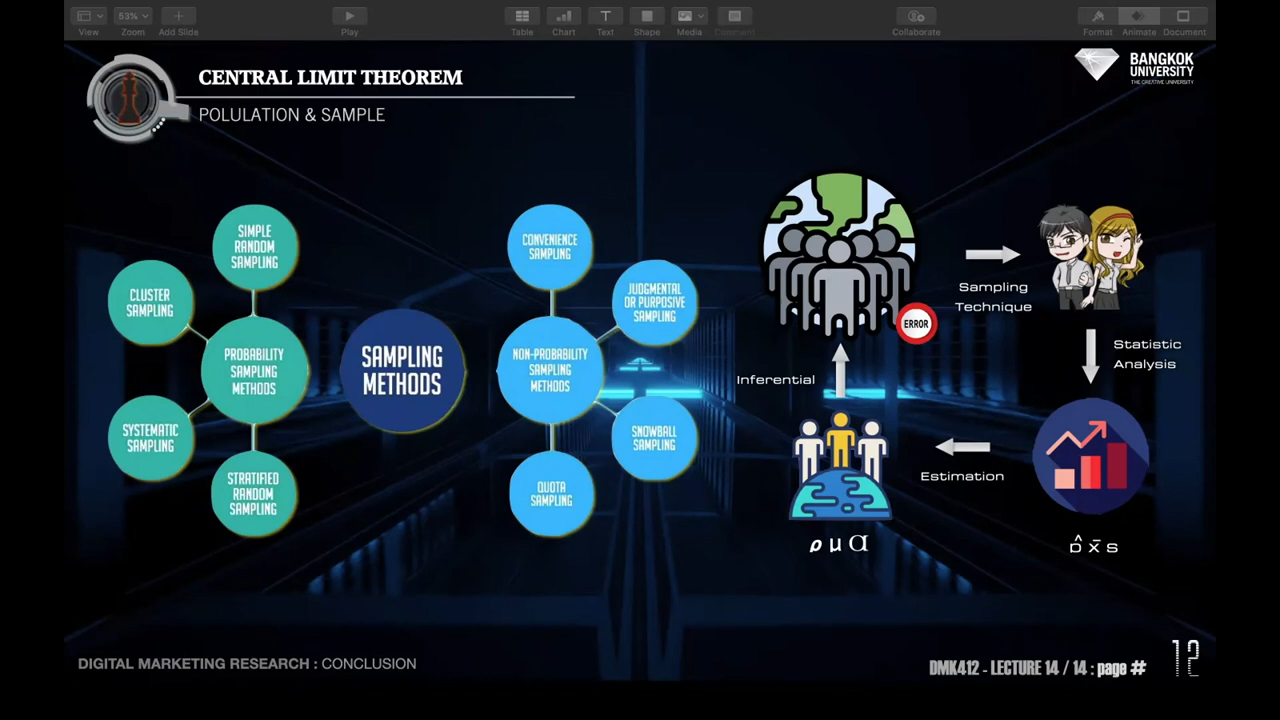 View
53%
Zoom
Add Slide
Play
Table
Chart
Text
Shape
Media
Comment
Collaborate
Format
Animate
Document
CENTRAL LIMIT THEOREM
POLULATION & SAMPLE
BANGKOK
UNIVERSITY
THE CREATIVE UNIVERSITY
SIMPLE
RANDOM
SAMPLING
CLUSTER
SAMPLING
PROBABILITY
SAMPLING
METHODS
SYSTEMATIC
SAMPLING
STRATIFIED
RANDOM
SAMPLING
SAMPLING
METHODS
CONVENIENCE
SAMPLING
JUDGMENTAL
OR PURPOSIVE
SAMPLING
NON-PROBABILITY
SAMPLING
METHODS
SNOWBALL
SAMPLING
QUOTA
SAMPLING
ERROR
Sampling
Technique
Statistic
Analysis
Inferential
Estimation
ρ μ α
p̂ x̄ s
DIGITAL MARKETING RESEARCH : CONCLUSION
DMK412 - LECTURE 14 / 14 : page #
12